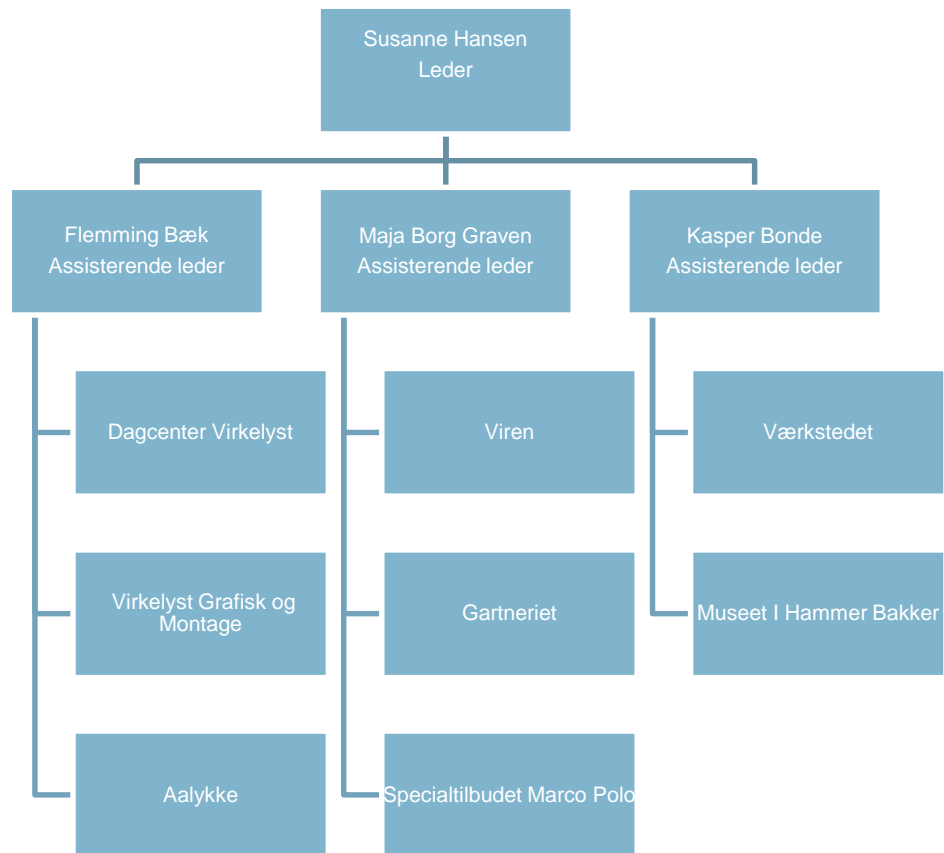 Susanne Hansen
Leder
Flemming Bæk
Assisterende leder
Maja Borg Graven
Assisterende leder
Kasper Bonde
Assisterende leder
Dagcenter Virkelyst
Viren
Værkstedet
Virkelyst Grafisk og
Montage
Gartneriet
Museet I Hammer Bakker
Aalykke
Specialtilbudet Marco Polo